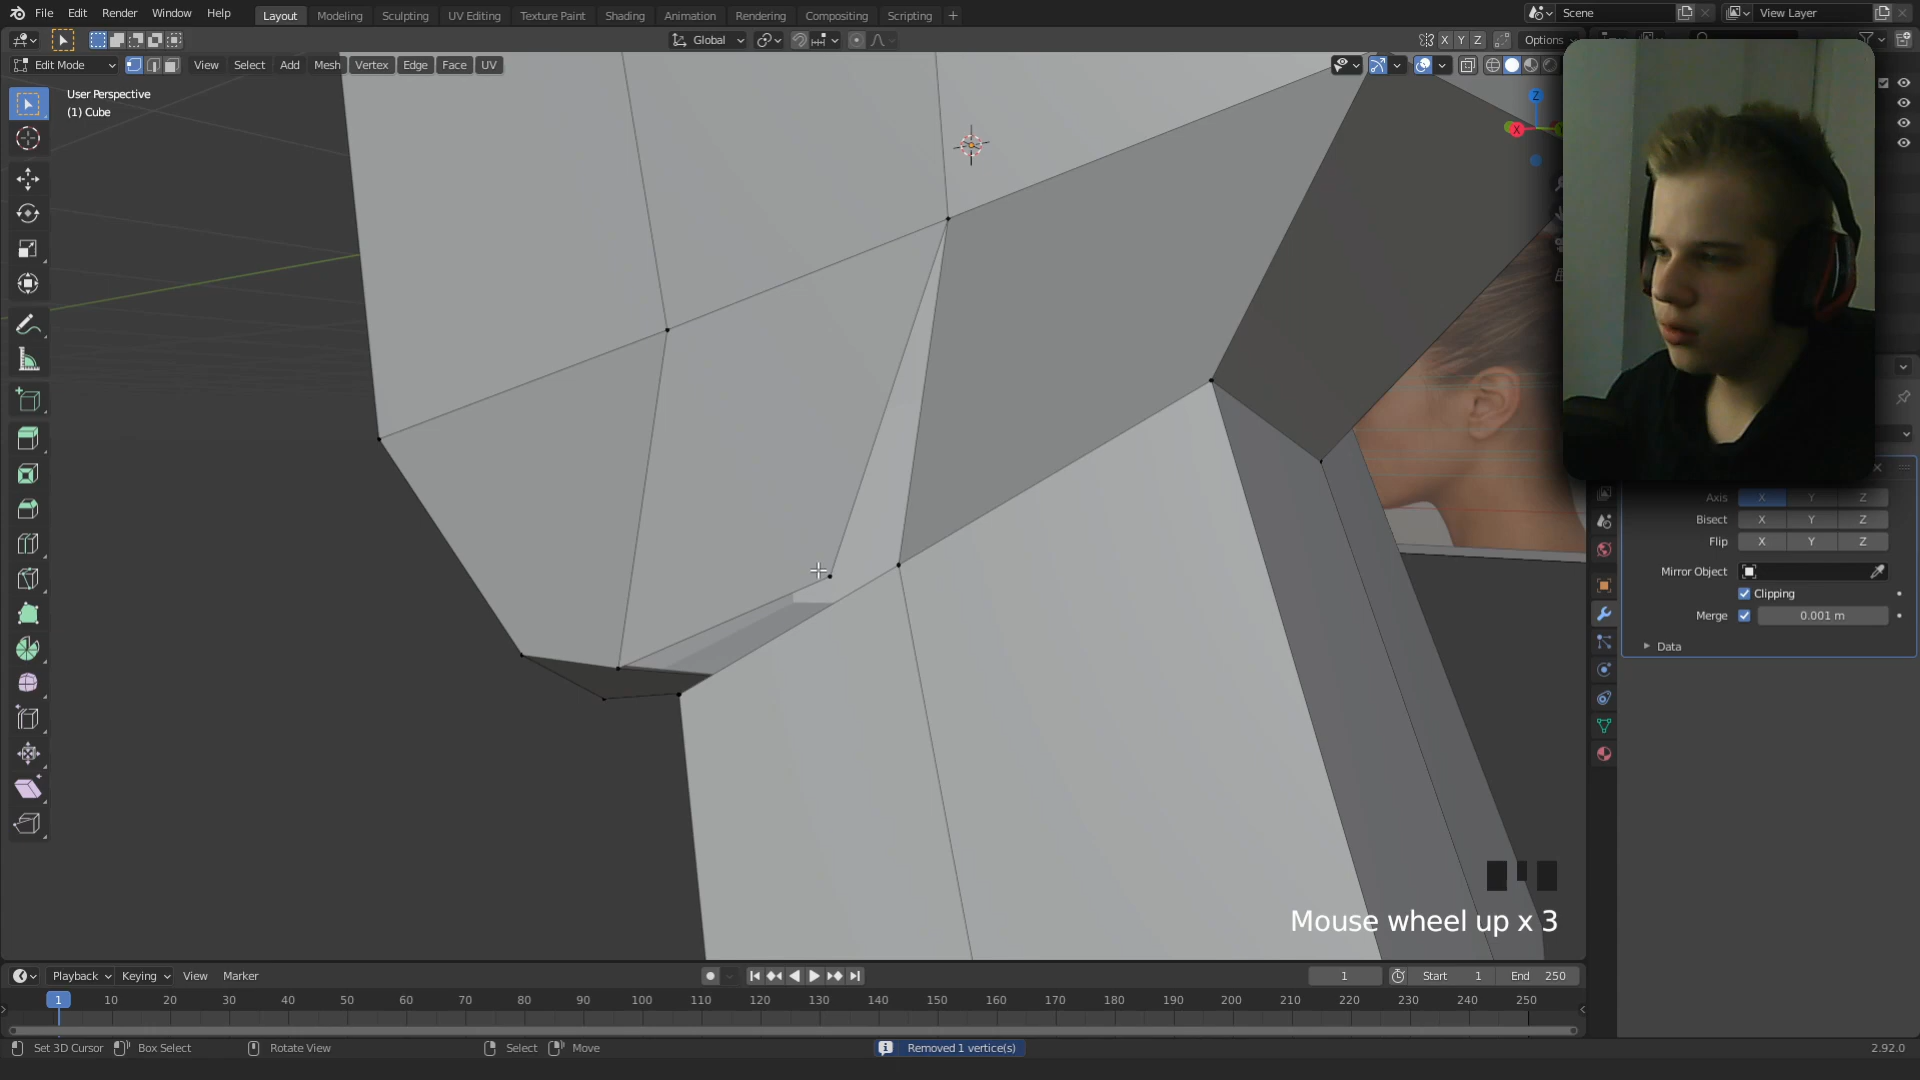 File Edit Render Window Help
Layout Modeling Sculpting UV Editing Texture Paint Shading Animation Rendering Compositing Scripting +
Scene
View Layer
Global
X Y Z
Options
Edit Mode
View Select Add Mesh Vertex Edge Face UV
User Perspective
(1) Cube
Z
X
Axis X Y Z
Bisect X Y Z
Flip X Y Z
Mirror Object
Clipping
Merge 0.001 m
Data
Mouse wheel up x 3
Playback Keying View Marker
1
Start 1
End 250
1 10 20 30 40 50 60 70 80 90 100 110 120 130 140 150 160 170 180 190 200 210 220 230 240 250
Set 3D Cursor Box Select Rotate View Select Move
Removed 1 vertice(s)
2.92.0